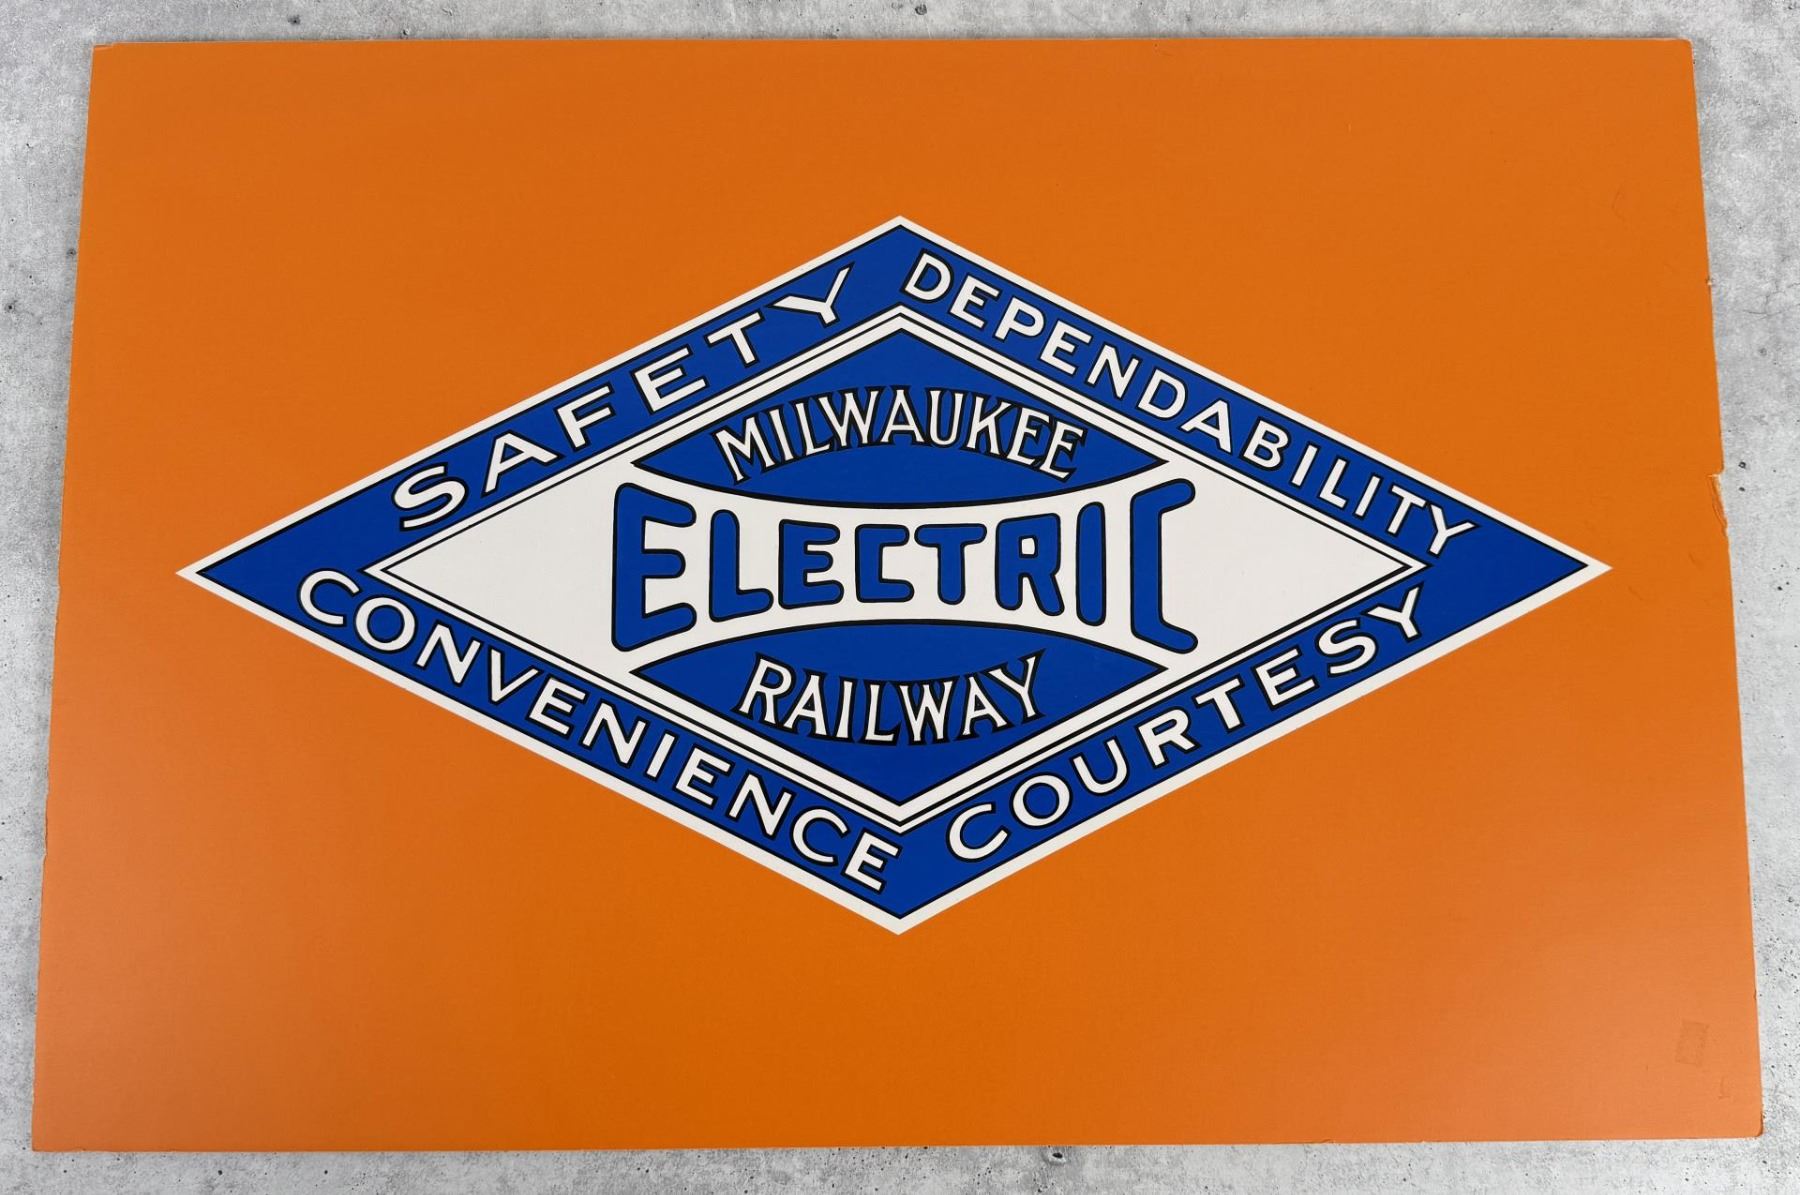 SAFETY
DEPENDABILITY
MILWAUKEE
ELECTRIC
RAILWAY
CONVENIENCE
COURTESY